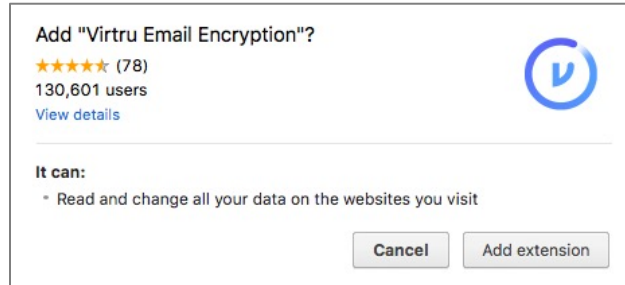 Add "Virtru Email Encryption"?
★★★★★ (78)
130,601 users
View details
It can:
* Read and change all your data on the websites you visit
Cancel
Add extension